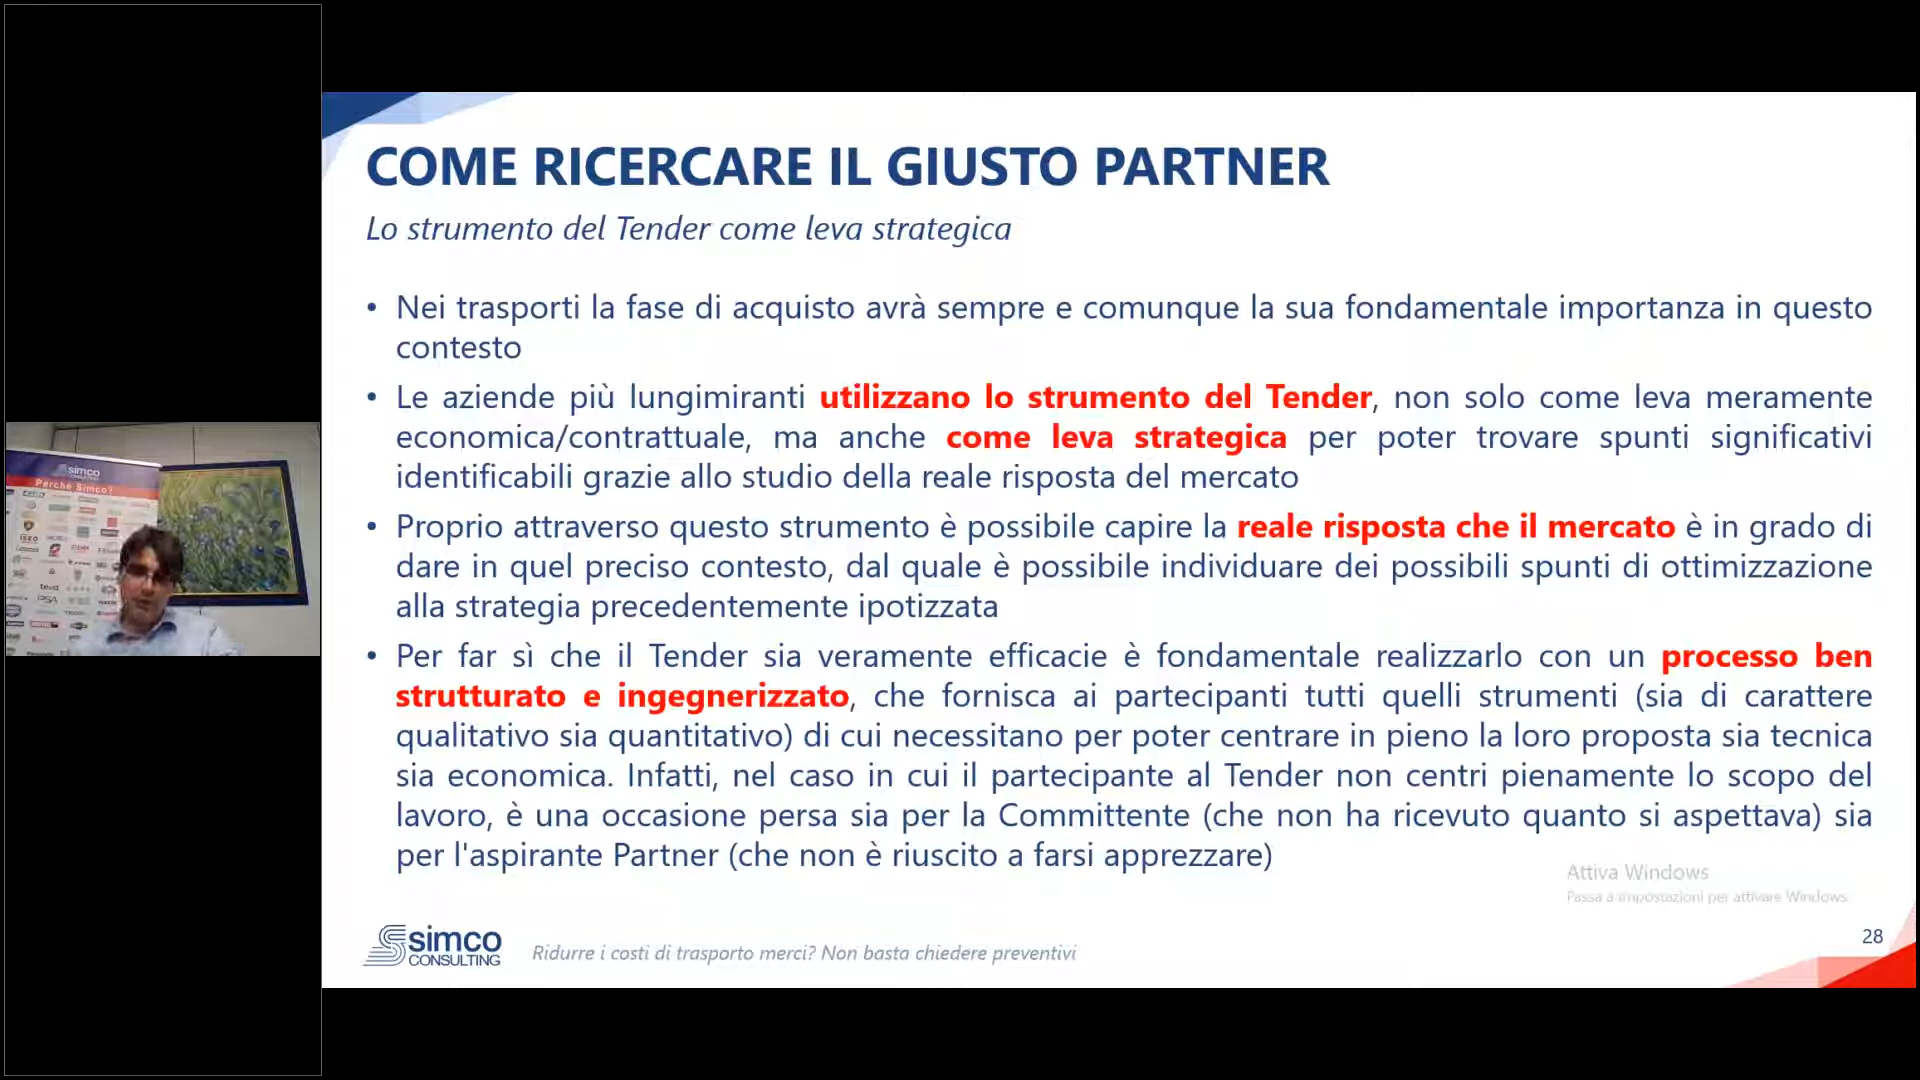 COME RICERCARE IL GIUSTO PARTNER
Lo strumento del Tender come leva strategica
• Nei trasporti la fase di acquisto avrà sempre e comunque la sua fondamentale importanza in questo
contesto
• Le aziende più lungimiranti utilizzano lo strumento del Tender, non solo come leva meramente
economica/contrattuale, ma anche come leva strategica per poter trovare spunti significativi
identificabili grazie allo studio della reale risposta del mercato
• Proprio attraverso questo strumento è possibile capire la reale risposta che il mercato è in grado di
dare in quel preciso contesto, dal quale è possibile individuare dei possibili spunti di ottimizzazione
alla strategia precedentemente ipotizzata
• Per far sì che il Tender sia veramente efficacie è fondamentale realizzarlo con un processo ben
strutturato e ingegnerizzato, che fornisca ai partecipanti tutti quelli strumenti (sia di carattere
qualitativo sia quantitativo) di cui necessitano per poter centrare in pieno la loro proposta sia tecnica
sia economica. Infatti, nel caso in cui il partecipante al Tender non centri pienamente lo scopo del
lavoro, è una occasione persa sia per la Committente (che non ha ricevuto quanto si aspettava) sia
per l'aspirante Partner (che non è riuscito a farsi apprezzare)
Attiva Windows
Passa a impostazioni per attivare Windows.
28
simco
CONSULTING
Ridurre i costi di trasporto merci? Non basta chiedere preventivi
simco
Perché Simco?
ISEO
teva